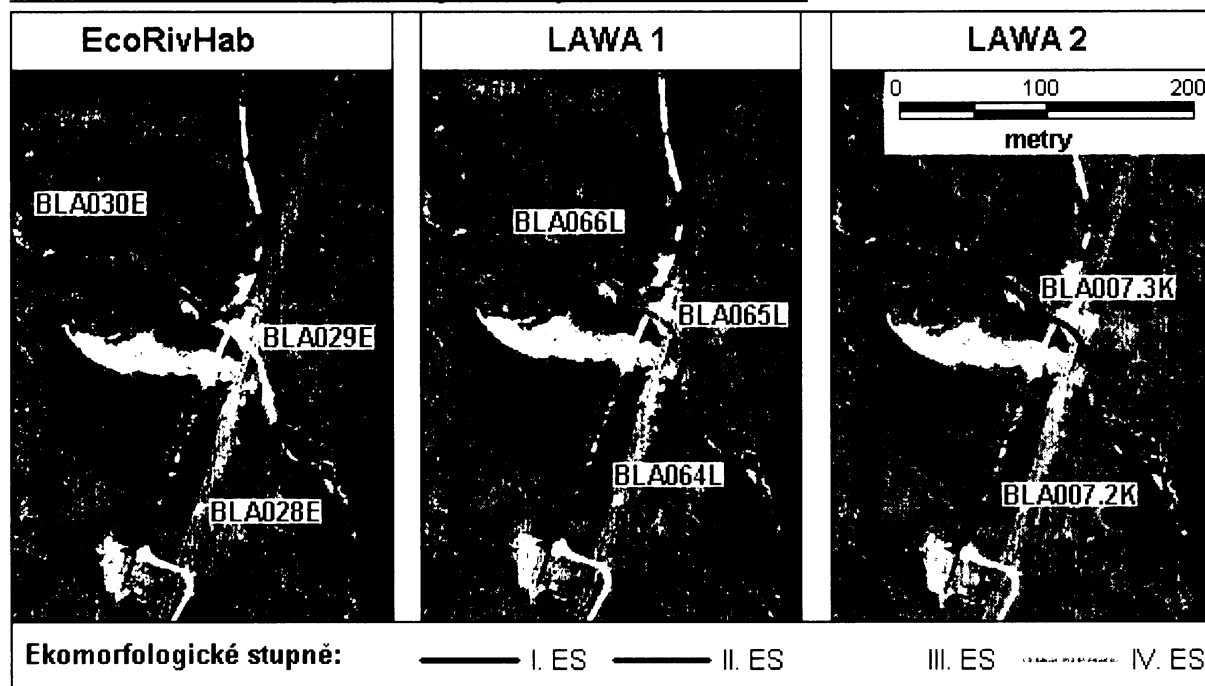 EcoRivHab
LAWA 1
LAWA 2
0 100 200
metry
BLA030E
BLA029E
BLA028E
BLA066L
BLA065L
BLA064L
BLA007.3K
BLA007.2K
Ekomorfologické stupně: I. ES II. ES III. ES IV. ES